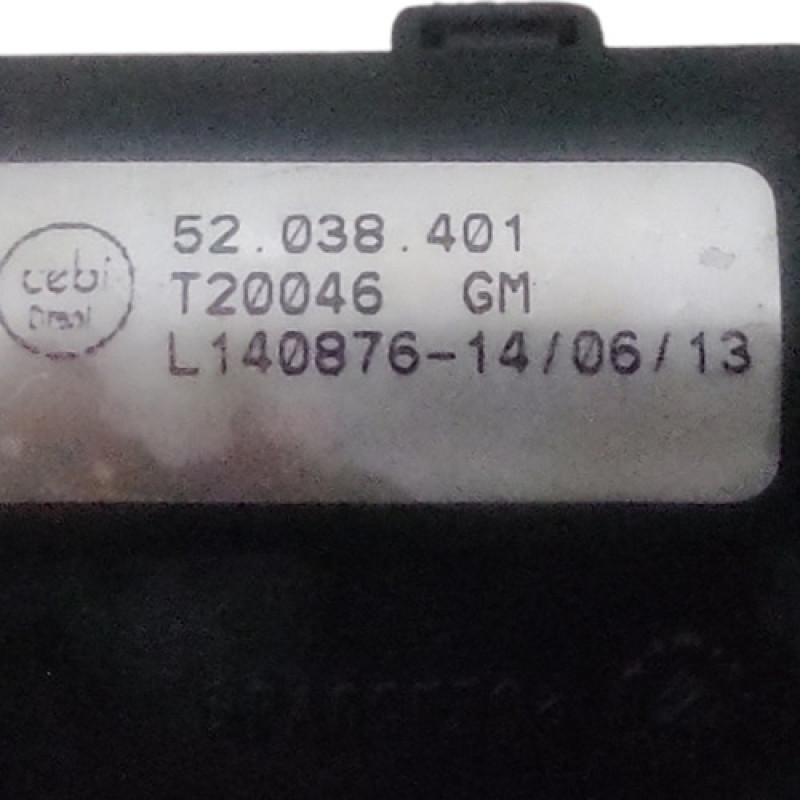 cebi
Brasil
52.038.401
T20046 GM
L140876-14/06/13